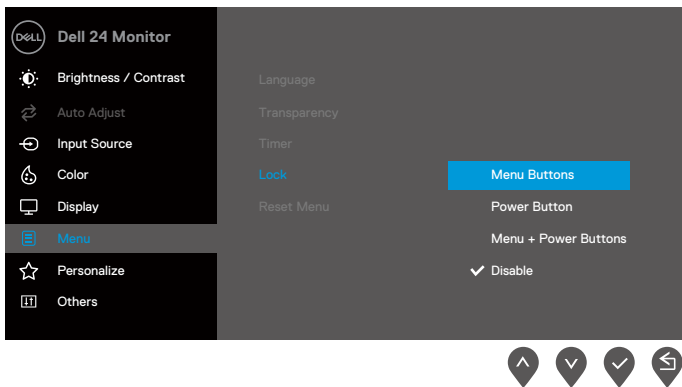 DELL Dell 24 Monitor
Brightness / Contrast
Auto Adjust
Input Source
Color
Display
Menu
Personalize
Others
Language
Transparency
Timer
Lock
Reset Menu
Menu Buttons
Power Button
Menu + Power Buttons
Disable